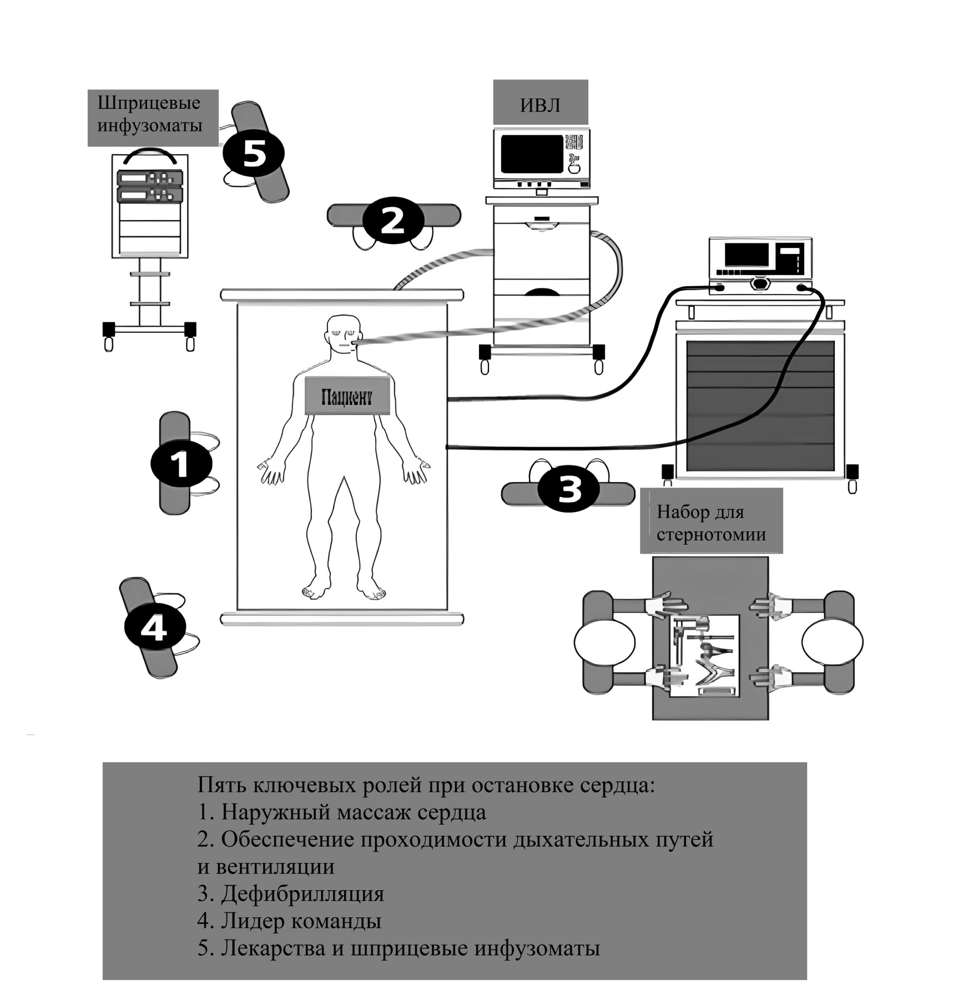 Шприцевые
инфузоматы
ИВЛ
5
2
Пациент
1
3
Набор для
стернотомии
4
Пять ключевых ролей при остановке сердца:
1. Наружный массаж сердца
2. Обеспечение проходимости дыхательных путей
и вентиляции
3. Дефибрилляция
4. Лидер команды
5. Лекарства и шприцевые инфузоматы